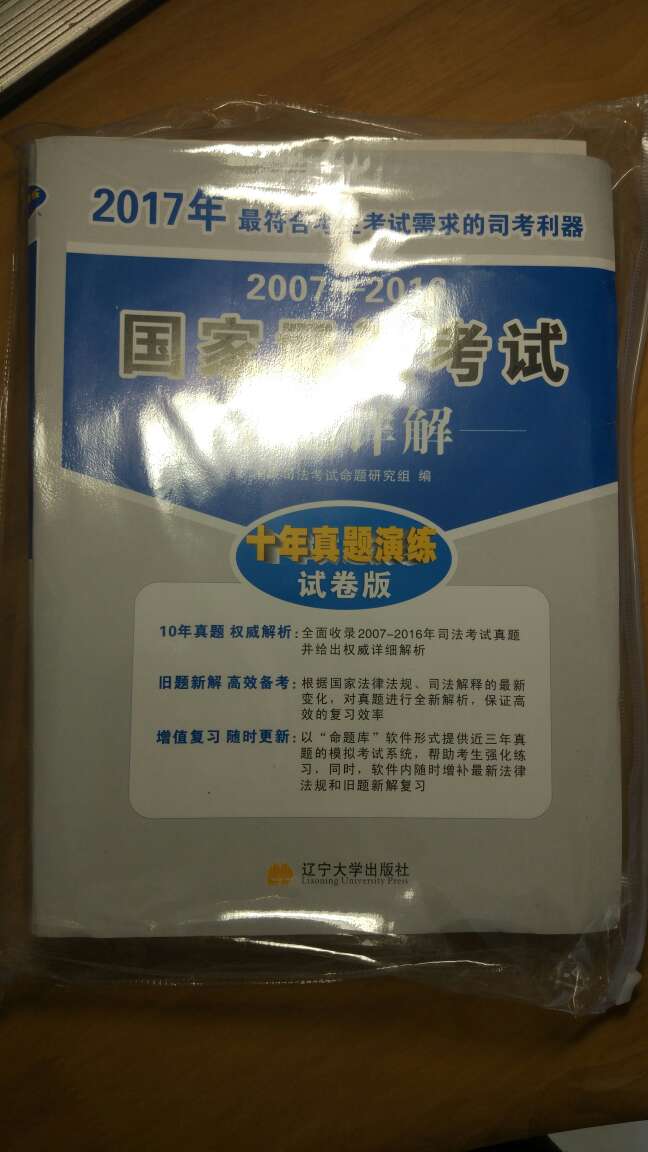 2017年 最符合考生考试需求的司考利器
2007—2016
国家司法考试
详解
司法考试命题研究组 编
十年真题演练
试卷版
10年真题 权威解析：全面收录2007-2016年司法考试真题
并给出权威详细解析
旧题新解 高效备考：根据国家法律法规、司法解释的最新
变化，对真题进行全新解析，保证高
效的复习效率
增值复习 随时更新：以“命题库”软件形式提供近三年真
题的模拟考试系统，帮助考生强化练
习，同时，软件内随时增补最新法律
法规和旧题新解复习
辽宁大学出版社
Liaoning University Press